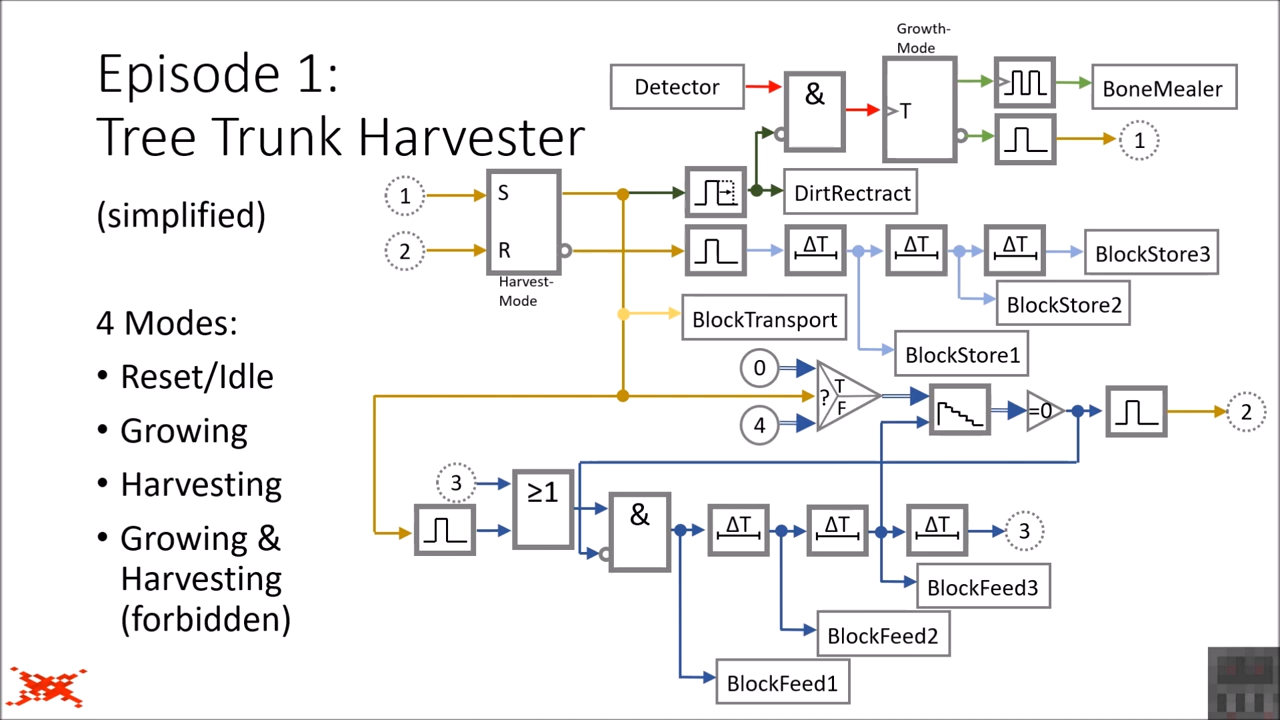 Episode 1:
Tree Trunk Harvester
(simplified)
4 Modes:
• Reset/Idle
• Growing
• Harvesting
• Growing &
Harvesting
(forbidden)
Growth-
Mode
Detector
&
T
BoneMealer
1
1
S
DirtRectract
2
R
Harvest-
Mode
ΔT
ΔT
ΔT
BlockStore3
BlockStore2
BlockTransport
BlockStore1
0
T
?
F
4
=0
2
3
≥1
&
ΔT
ΔT
ΔT
3
BlockFeed3
BlockFeed2
BlockFeed1